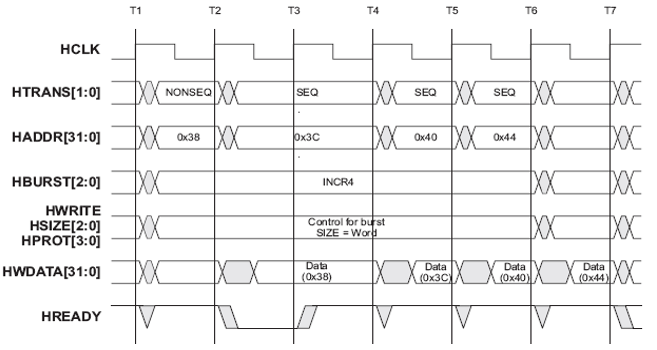 T1 T2 T3 T4 T5 T6 T7
HCLK
HTRANS[1:0] NONSEQ SEQ SEQ SEQ
HADDR[31:0] 0x38 0x3C 0x40 0x44
HBURST[2:0] INCR4
HWRITE
HSIZE[2:0]
HPROT[3:0]
Control for burst
SIZE = Word
HWDATA[31:0]
Data
(0x38)
Data
(0x3C)
Data
(0x40)
Data
(0x44)
HREADY